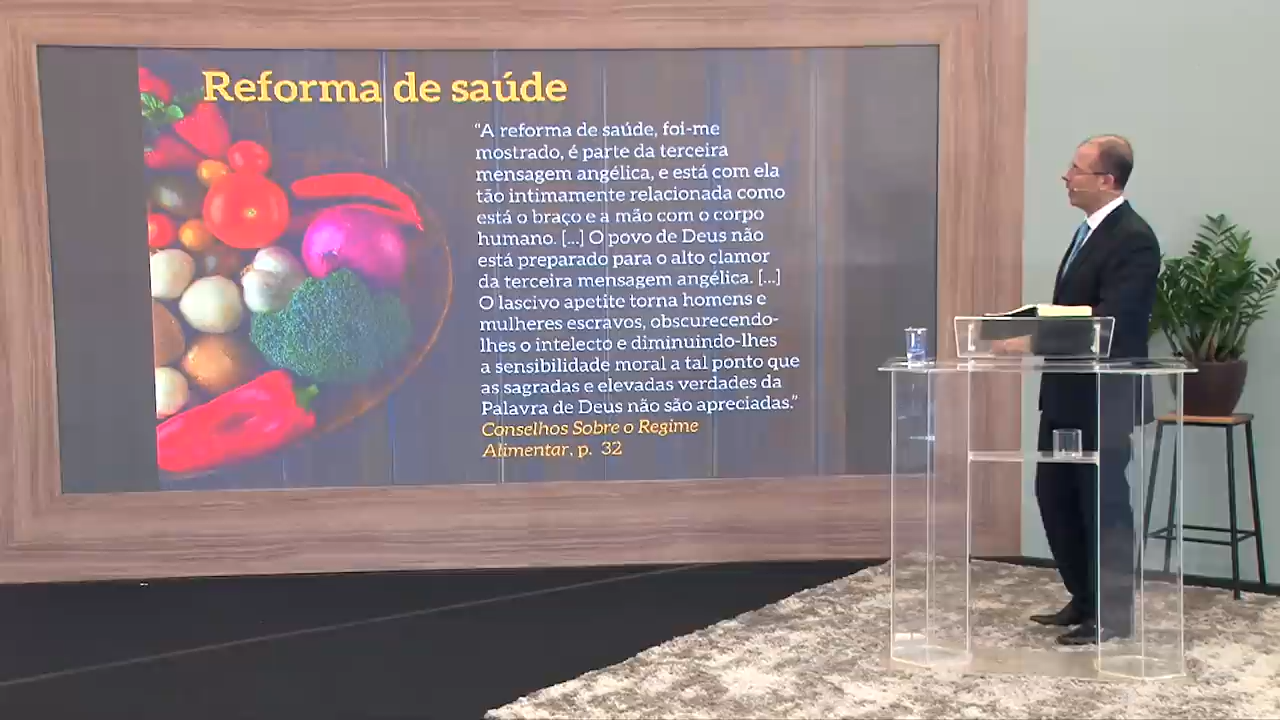 Reforma de saúde
“A reforma de saúde, foi-me
mostrado, é parte da terceira
mensagem angélica, e está com ela
tão intimamente relacionada como
está o braço e a mão com o corpo
humano. [...] O povo de Deus não
está preparado para o alto clamor
da terceira mensagem angélica. [...]
O lascivo apetite torna homens e
mulheres escravos, obscurecendo-
lhes o intelecto e diminuindo-lhes
a sensibilidade moral a tal ponto que
as sagradas e elevadas verdades da
Palavra de Deus não são apreciadas.”
Conselhos Sobre o Regime
Alimentar, p. 32